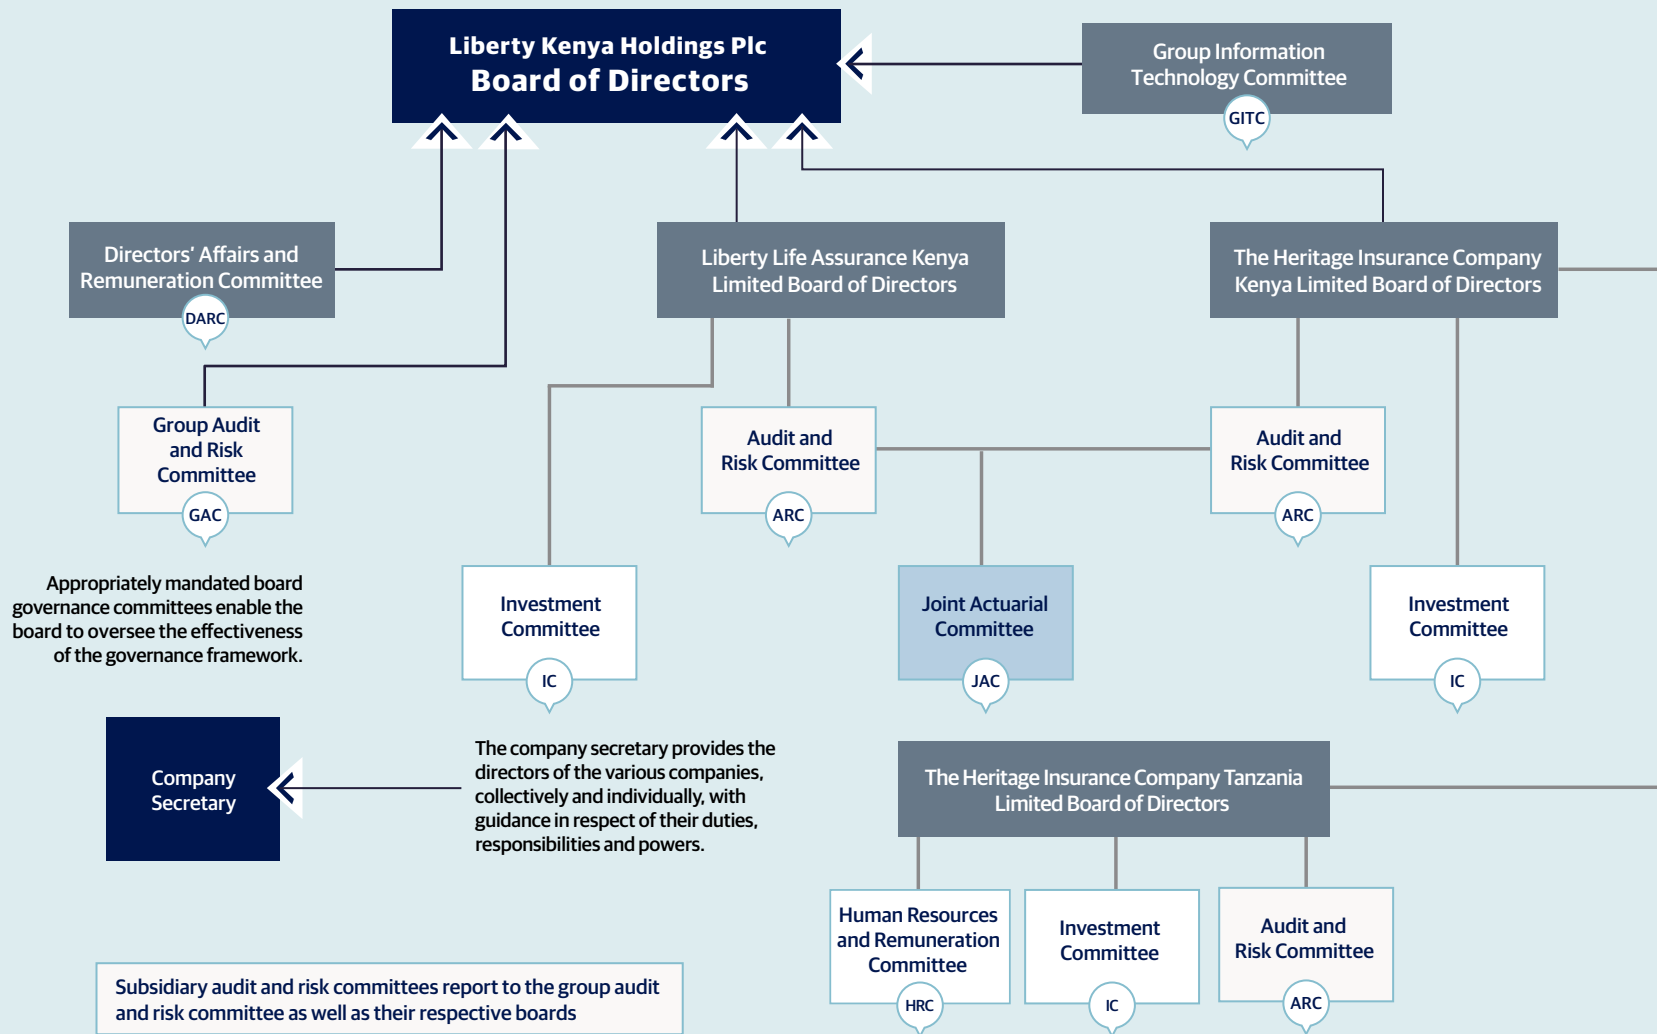 Liberty Kenya Holdings Plc
Board of Directors
Group Information
Technology Committee
GITC
Directors' Affairs and
Remuneration Committee
DARC
Liberty Life Assurance Kenya
Limited Board of Directors
The Heritage Insurance Company
Kenya Limited Board of Directors
Group Audit
and Risk
Committee
GAC
Audit and
Risk Committee
ARC
Audit and
Risk Committee
ARC
Appropriately mandated board
governance committees enable the
board to oversee the effectiveness
of the governance framework.
Investment
Committee
IC
Joint Actuarial
Committee
JAC
Investment
Committee
IC
Company
Secretary
The company secretary provides the
directors of the various companies,
collectively and individually, with
guidance in respect of their duties,
responsibilities and powers.
The Heritage Insurance Company Tanzania
Limited Board of Directors
Human Resources
and Remuneration
Committee
HRC
Investment
Committee
IC
Audit and
Risk Committee
ARC
Subsidiary audit and risk committees report to the group audit
and risk committee as well as their respective boards